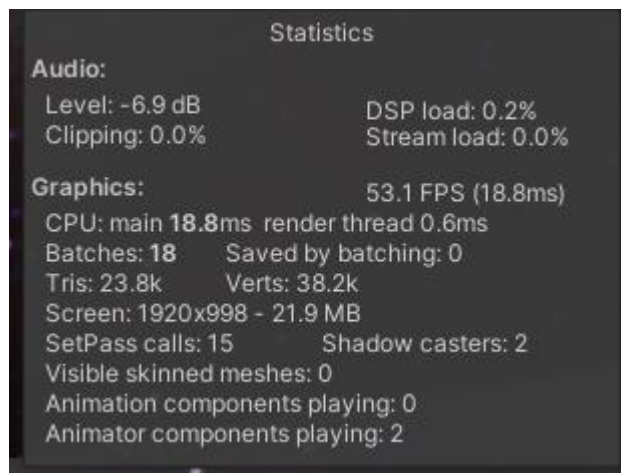 Statistics
Audio:
Level: -6.9 dB DSP load: 0.2%
Clipping: 0.0% Stream load: 0.0%
Graphics: 53.1 FPS (18.8ms)
CPU: main 18.8ms render thread 0.6ms
Batches: 18 Saved by batching: 0
Tris: 23.8k Verts: 38.2k
Screen: 1920x998 - 21.9 MB
SetPass calls: 15 Shadow casters: 2
Visible skinned meshes: 0
Animation components playing: 0
Animator components playing: 2